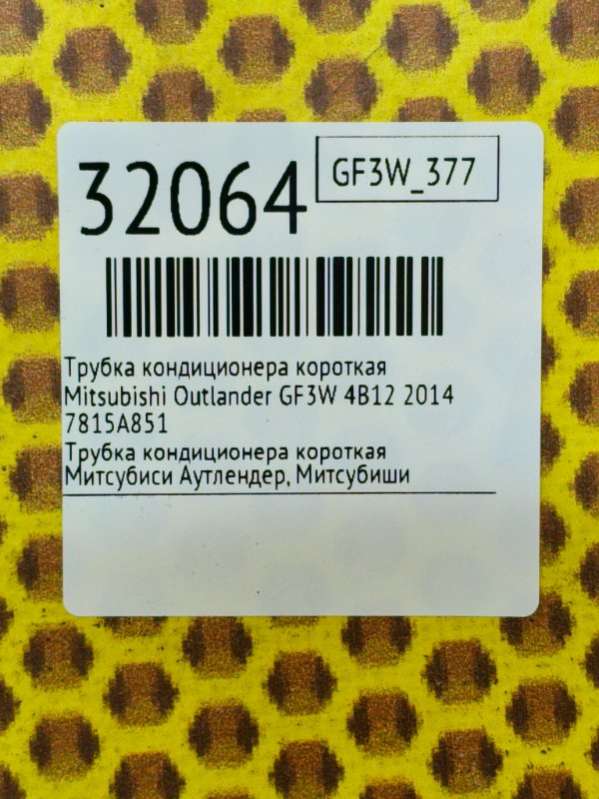 32064
GF3W_377
Трубка кондиционера короткая
Mitsubishi Outlander GF3W 4B12 2014
7815A851
Трубка кондиционера короткая
Митсубиси Аутлендер, Митсубиши